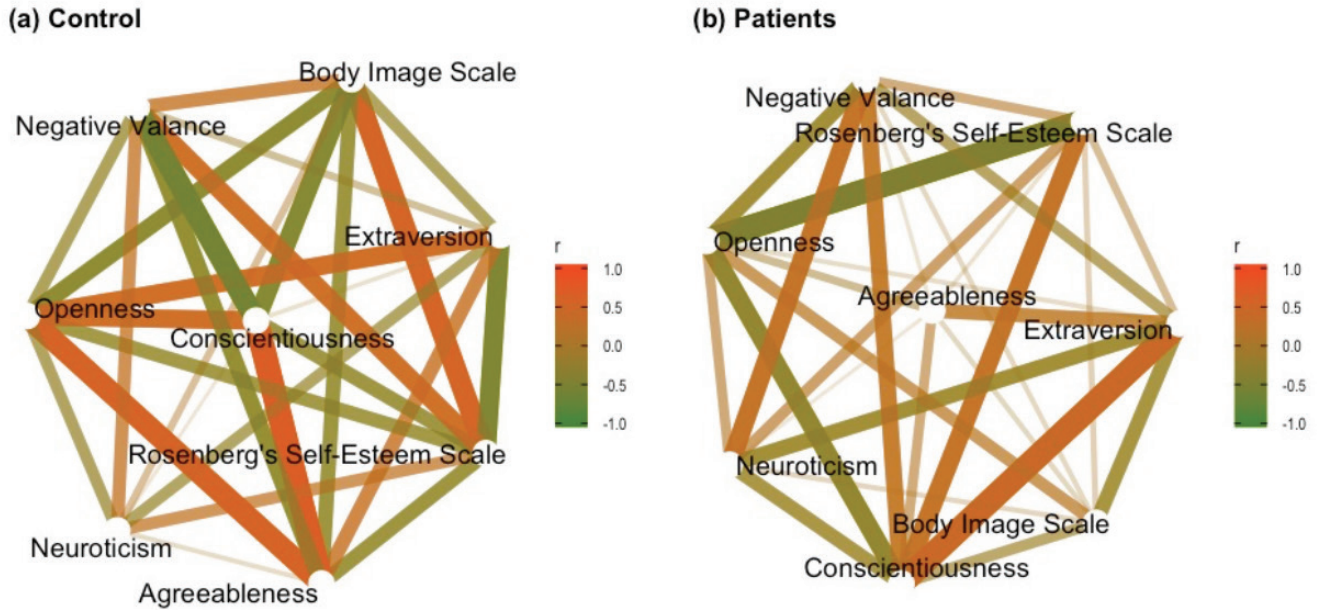 (a) Control
Body Image Scale
Negative Valance
Extraversion
Openness
Conscientiousness
Rosenberg's Self-Esteem Scale
Neuroticism
Agreeableness
r
1.0
0.5
0.0
-0.5
-1.0
(b) Patients
Negative Valance
Rosenberg's Self-Esteem Scale
Openness
Agreeableness
Extraversion
Neuroticism
Body Image Scale
Conscientiousness
r
1.0
0.5
0.0
-0.5
-1.0